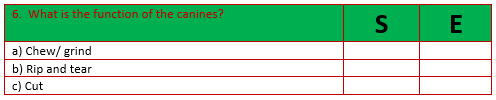 6. What is the function of the canines? S E
a) Chew/ grind
b) Rip and tear
c) Cut